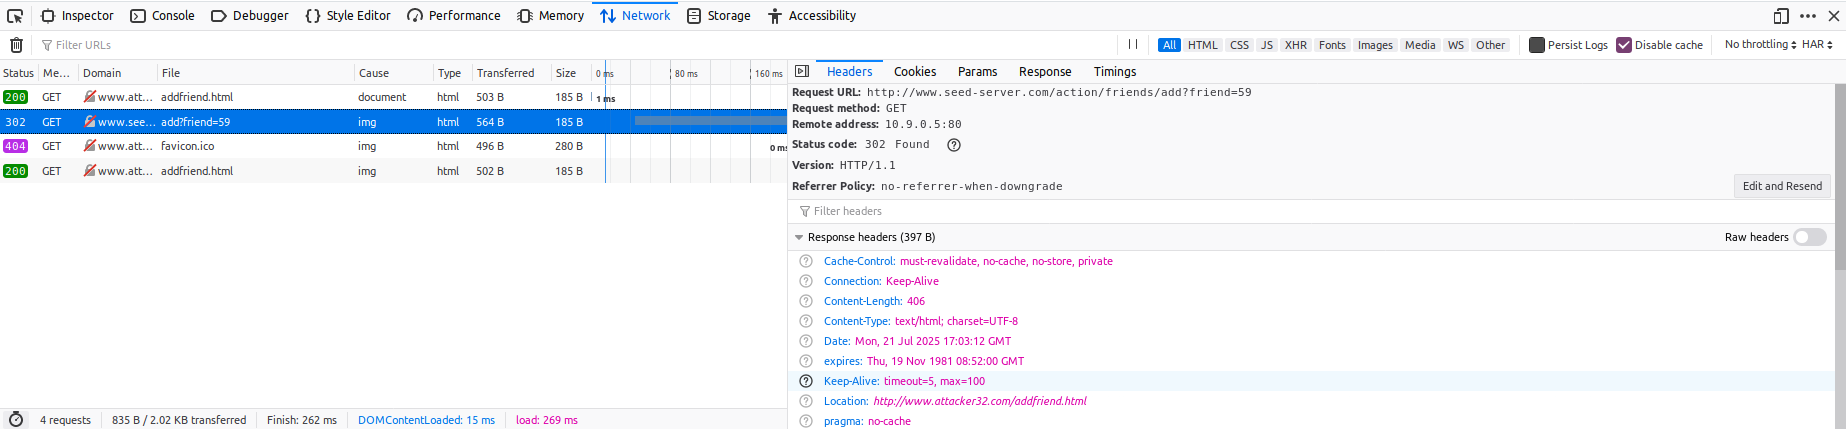 Inspector Console Debugger Style Editor Performance Memory Network Storage Accessibility
Filter URLs All HTML CSS JS XHR Fonts Images Media WS Other Persist Logs Disable cache No throttling HAR
Status Me... Domain File Cause Type Transferred Size 0 ms 80 ms 160 ms
200 GET www.att... addfriend.html document html 503 B 185 B 1 ms
302 GET www.see... add?friend=59 img html 564 B 185 B
404 GET www.att... favicon.ico img html 496 B 280 B 0 ms
200 GET www.att... addfriend.html img html 502 B 185 B
4 requests 835 B / 2.02 KB transferred Finish: 262 ms DOMContentLoaded: 15 ms load: 269 ms
Headers Cookies Params Response Timings
Request URL: http://www.seed-server.com/action/friends/add?friend=59
Request method: GET
Remote address: 10.9.0.5:80
Status code: 302 Found ?
Version: HTTP/1.1
Referrer Policy: no-referrer-when-downgrade Edit and Resend
Filter headers
Response headers (397 B) Raw headers
? Cache-Control: must-revalidate, no-cache, no-store, private
? Connection: Keep-Alive
? Content-Length: 406
? Content-Type: text/html; charset=UTF-8
? Date: Mon, 21 Jul 2025 17:03:12 GMT
? expires: Thu, 19 Nov 1981 08:52:00 GMT
? Keep-Alive: timeout=5, max=100
? Location: http://www.attacker32.com/addfriend.html
? pragma: no-cache